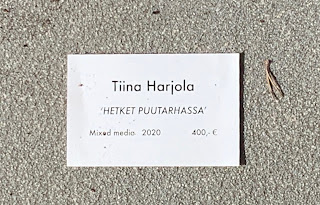 Tiina Harjola
'HETKET PUUTARHASSA'
Mixed media 2020 400,- €